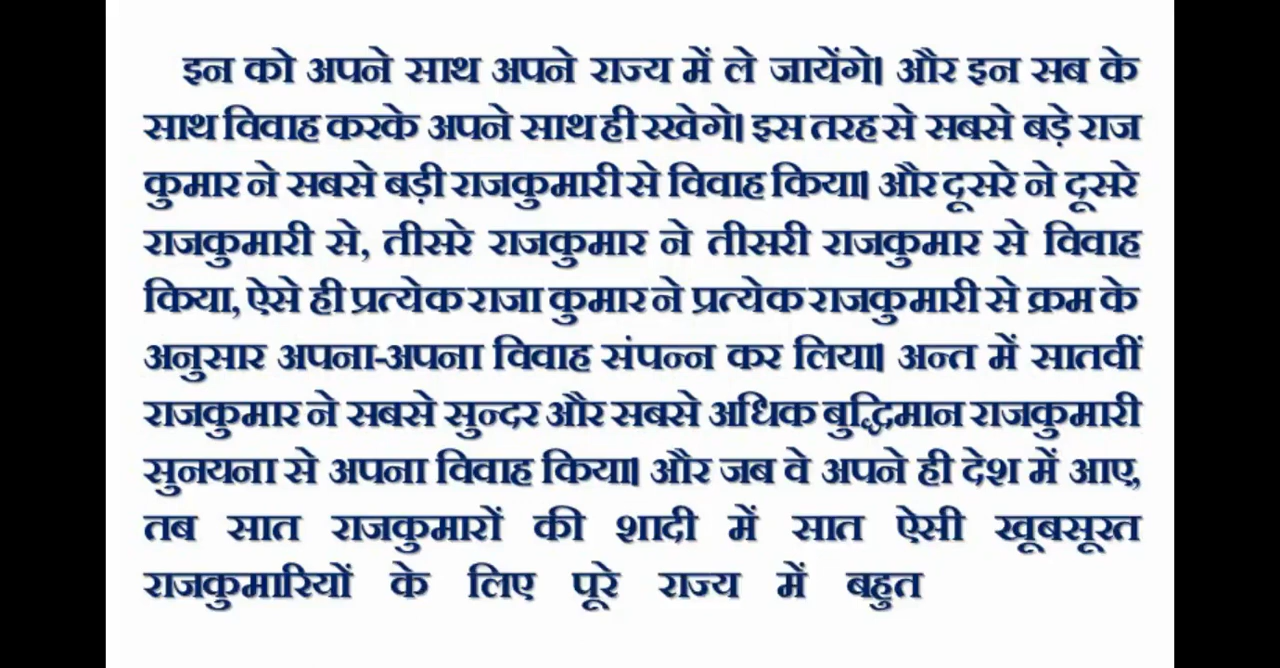 इन को अपने साथ अपने राज्य में ले जायेंगे। और इन सब के
साथ विवाह करके अपने साथ ही रखेगे। इस तरह से सबसे बड़े राज
कुमार ने सबसे बड़ी राजकुमारी से विवाह किया। और दूसरे ने दूसरे
राजकुमारी से, तीसरे राजकुमार ने तीसरी राजकुमार से विवाह
किया, ऐसे ही प्रत्येक राजा कुमार ने प्रत्येक राजकुमारी से क्रम के
अनुसार अपना-अपना विवाह संपन्न कर लिया। अन्त में सातवीं
राजकुमार ने सबसे सुन्दर और सबसे अधिक बुद्धिमान राजकुमारी
सुनयना से अपना विवाह किया। और जब वे अपने ही देश में आए,
तब सात राजकुमारों की शादी में सात ऐसी खूबसूरत
राजकुमारियों के लिए पूरे राज्य में बहुत